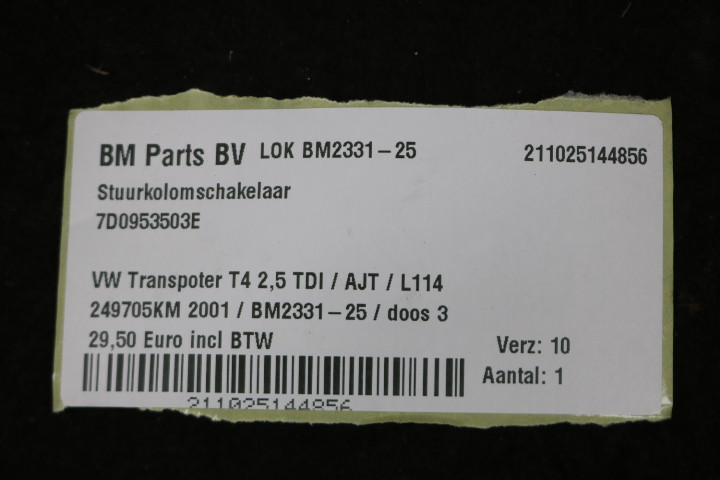 BM Parts BV LOK BM2331-25 211025144856
Stuurkolomschakelaar
7D0953503E
VW Transpoter T4 2,5 TDI / AJT / L114
249705KM 2001 / BM2331-25 / doos 3
29,50 Euro incl BTW
Verz: 10
Aantal: 1
211025144856